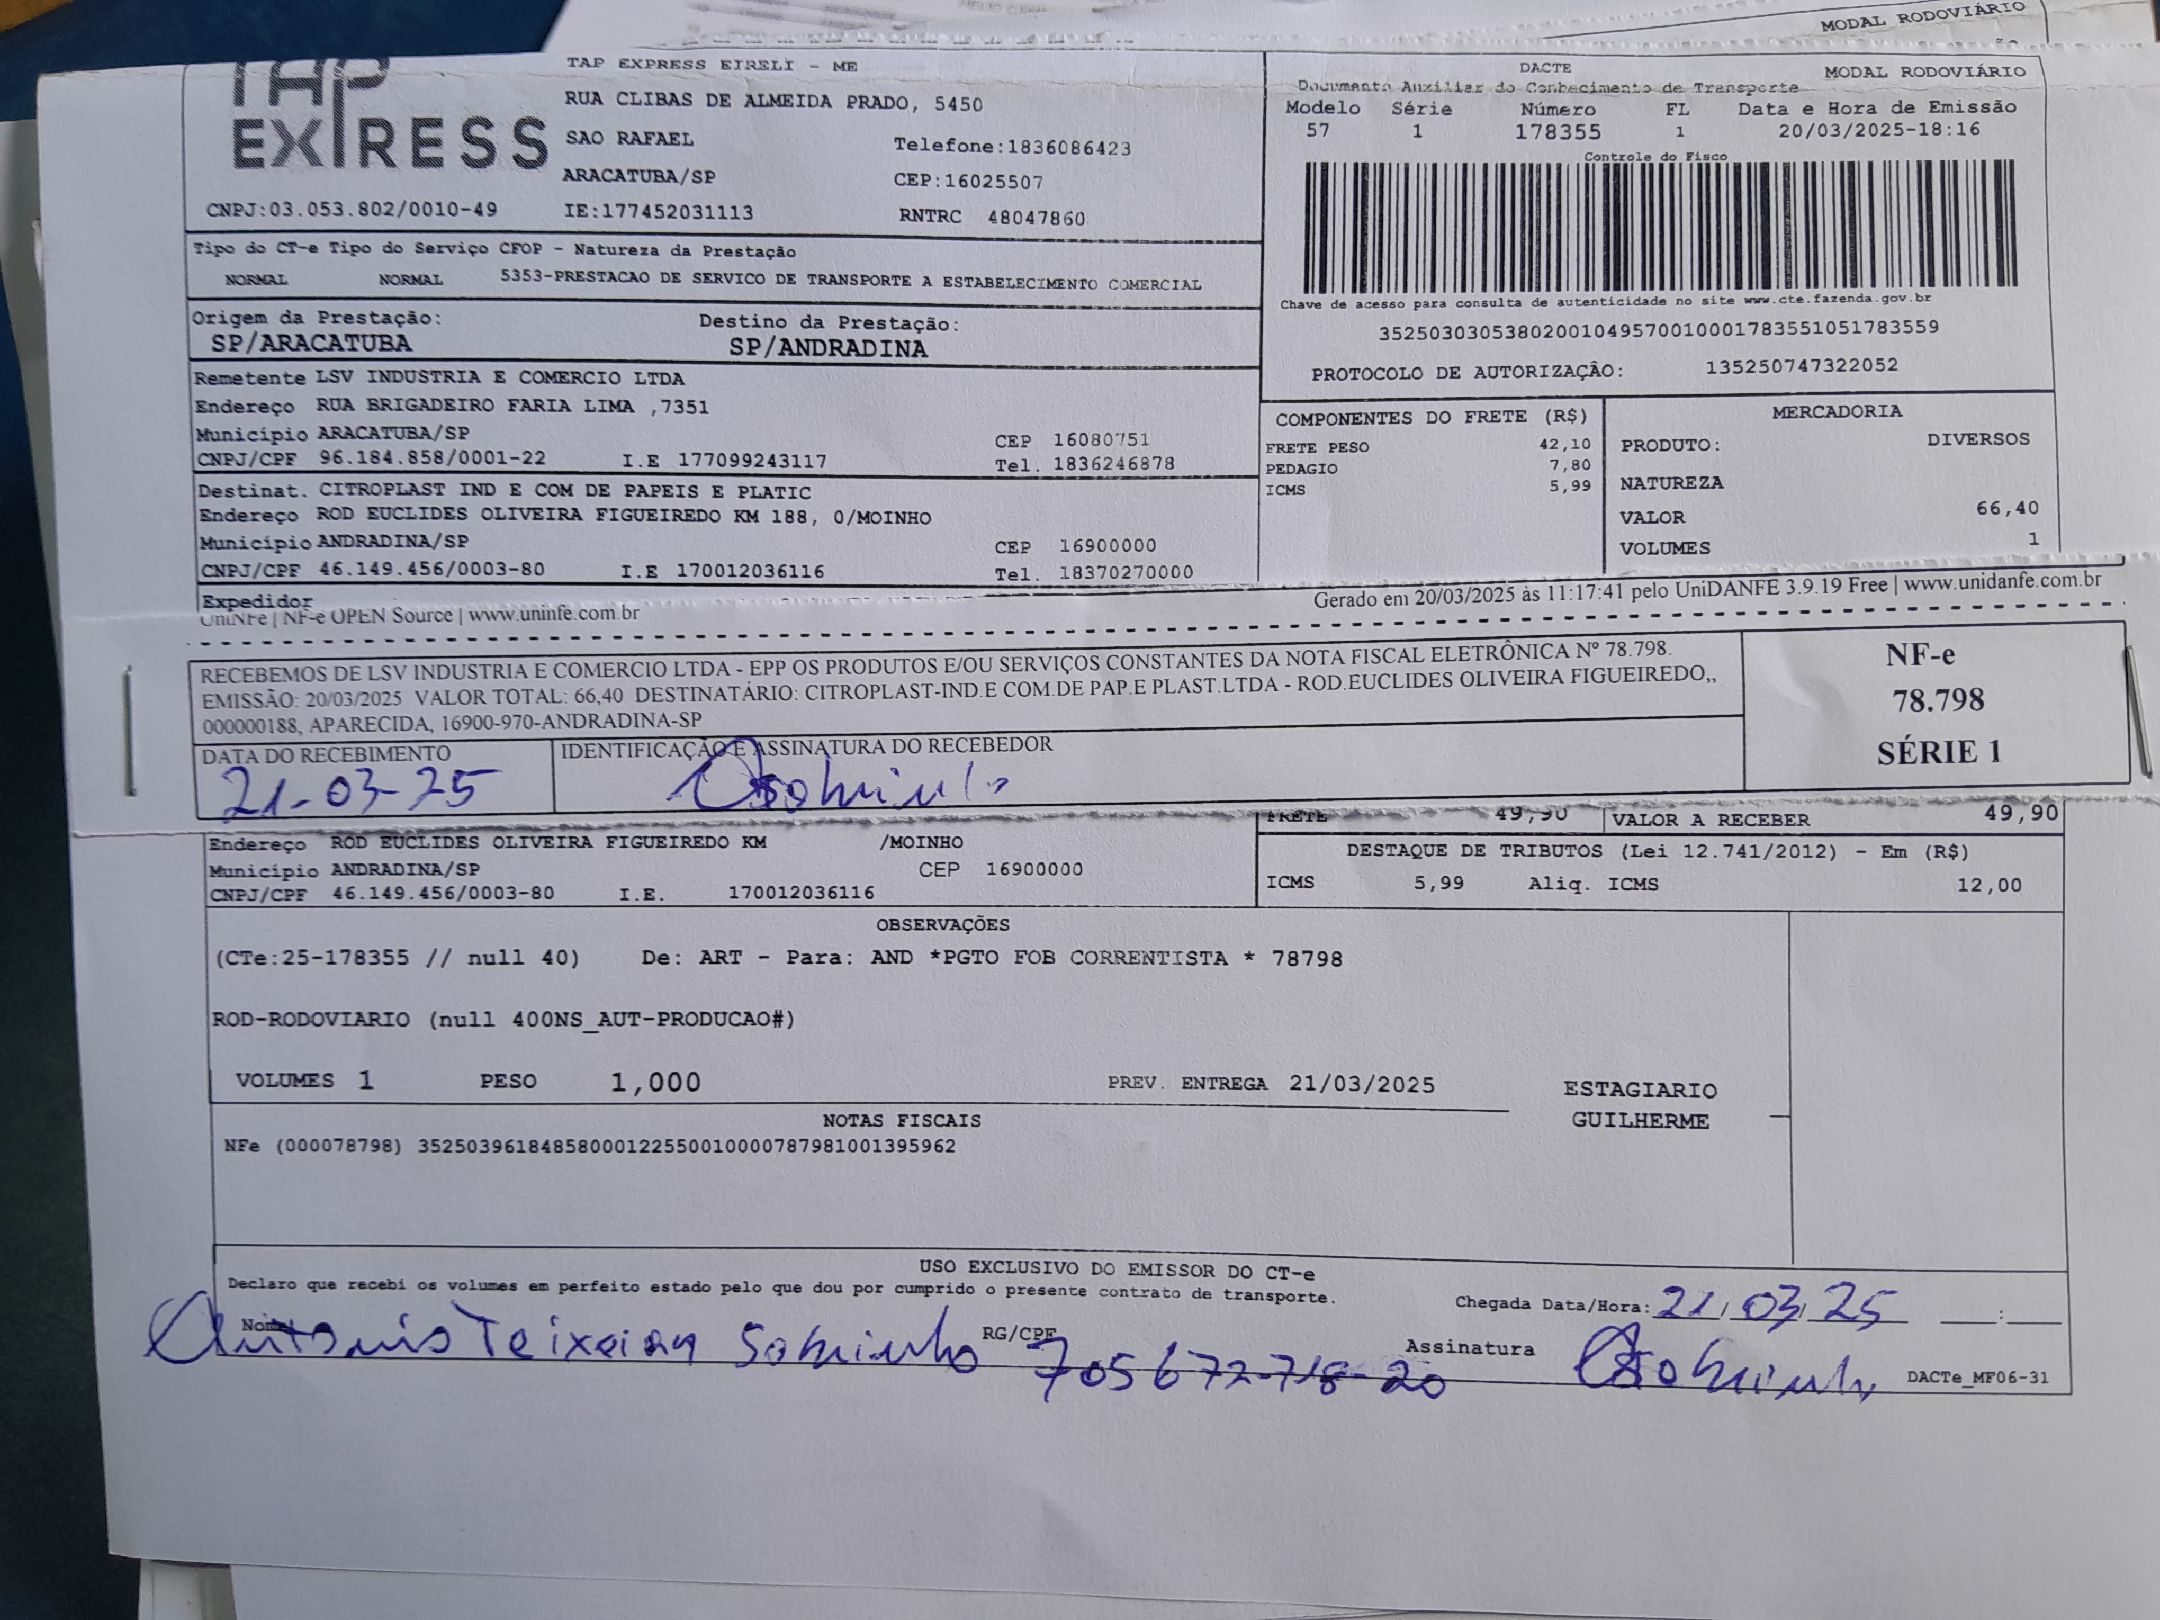 MODAL RODOVIÁRIO
TAP EXPRESS
TAP EXPRESS EIRELI - ME
RUA CLIBAS DE ALMEIDA PRADO, 5450
SAO RAFAEL Telefone:1836086423
ARACATUBA/SP CEP:16025507
CNPJ:03.053.802/0010-49 IE:177452031113 RNTRC 48047860
DACTE MODAL RODOVIÁRIO
Documento Auxiliar do Conhecimento de Transporte
Modelo Série Número FL Data e Hora de Emissão
57 1 178355 1 20/03/2025-18:16
Controle do Fisco
Chave de acesso para consulta de autenticidade no site www.cte.fazenda.gov.br
35250303053802001049570010001783551051783559
PROTOCOLO DE AUTORIZAÇÃO: 135250747322052
Tipo do CT-e Tipo do Serviço CFOP - Natureza da Prestação
NORMAL NORMAL 5353-PRESTACAO DE SERVICO DE TRANSPORTE A ESTABELECIMENTO COMERCIAL
Origem da Prestação: Destino da Prestação:
SP/ARACATUBA SP/ANDRADINA
Remetente LSV INDUSTRIA E COMERCIO LTDA
Endereço RUA BRIGADEIRO FARIA LIMA ,7351
Município ARACATUBA/SP CEP 16080751
CNPJ/CPF 96.184.858/0001-22 I.E 177099243117 Tel. 1836246878
Destinat. CITROPLAST IND E COM DE PAPEIS E PLATIC
Endereço ROD EUCLIDES OLIVEIRA FIGUEIREDO KM 188, 0/MOINHO
Município ANDRADINA/SP CEP 16900000
CNPJ/CPF 46.149.456/0003-80 I.E 170012036116 Tel. 18370270000
Expedidor
COMPONENTES DO FRETE (R$)
FRETE PESO 42,10
PEDAGIO 7,80
ICMS 5,99
MERCADORIA
PRODUTO: DIVERSOS
NATUREZA
VALOR 66,40
VOLUMES 1
UniNFe | NF-e OPEN Source | www.uninfe.com.br Gerado em 20/03/2025 às 11:17:41 pelo UniDANFE 3.9.19 Free | www.unidanfe.com.br
RECEBEMOS DE LSV INDUSTRIA E COMERCIO LTDA - EPP OS PRODUTOS E/OU SERVIÇOS CONSTANTES DA NOTA FISCAL ELETRÔNICA Nº 78.798.
EMISSÃO: 20/03/2025 VALOR TOTAL: 66,40 DESTINATÁRIO: CITROPLAST-IND.E COM.DE PAP.E PLAST.LTDA - ROD.EUCLIDES OLIVEIRA FIGUEIREDO,,
000000188, APARECIDA, 16900-970-ANDRADINA-SP
DATA DO RECEBIMENTO IDENTIFICAÇÃO E ASSINATURA DO RECEBEDOR
21-03-25 Sobrinho
NF-e
78.798
SÉRIE 1
FRETE 49,90 VALOR A RECEBER 49,90
Endereço ROD EUCLIDES OLIVEIRA FIGUEIREDO KM /MOINHO
Município ANDRADINA/SP CEP 16900000
CNPJ/CPF 46.149.456/0003-80 I.E. 170012036116
DESTAQUE DE TRIBUTOS (Lei 12.741/2012) - Em (R$)
ICMS 5,99 Aliq. ICMS 12,00
OBSERVAÇÕES
(CTe:25-178355 // null 40) De: ART - Para: AND *PGTO FOB CORRENTISTA * 78798
ROD-RODOVIARIO (null 400NS_AUT-PRODUCAO#)
VOLUMES 1 PESO 1,000 PREV. ENTREGA 21/03/2025
ESTAGIARIO
GUILHERME
NOTAS FISCAIS
NFe (000078798) 35250396184858000122550010000787981001395962
USO EXCLUSIVO DO EMISSOR DO CT-e
Declaro que recebi os volumes em perfeito estado pelo que dou por cumprido o presente contrato de transporte.
Chegada Data/Hora: 21/03/25 __:__
Nome Antonio Teixeira Sobrinho RG/CPF 705672-718-20 Assinatura Sobrinho
DACTe_MF06-31